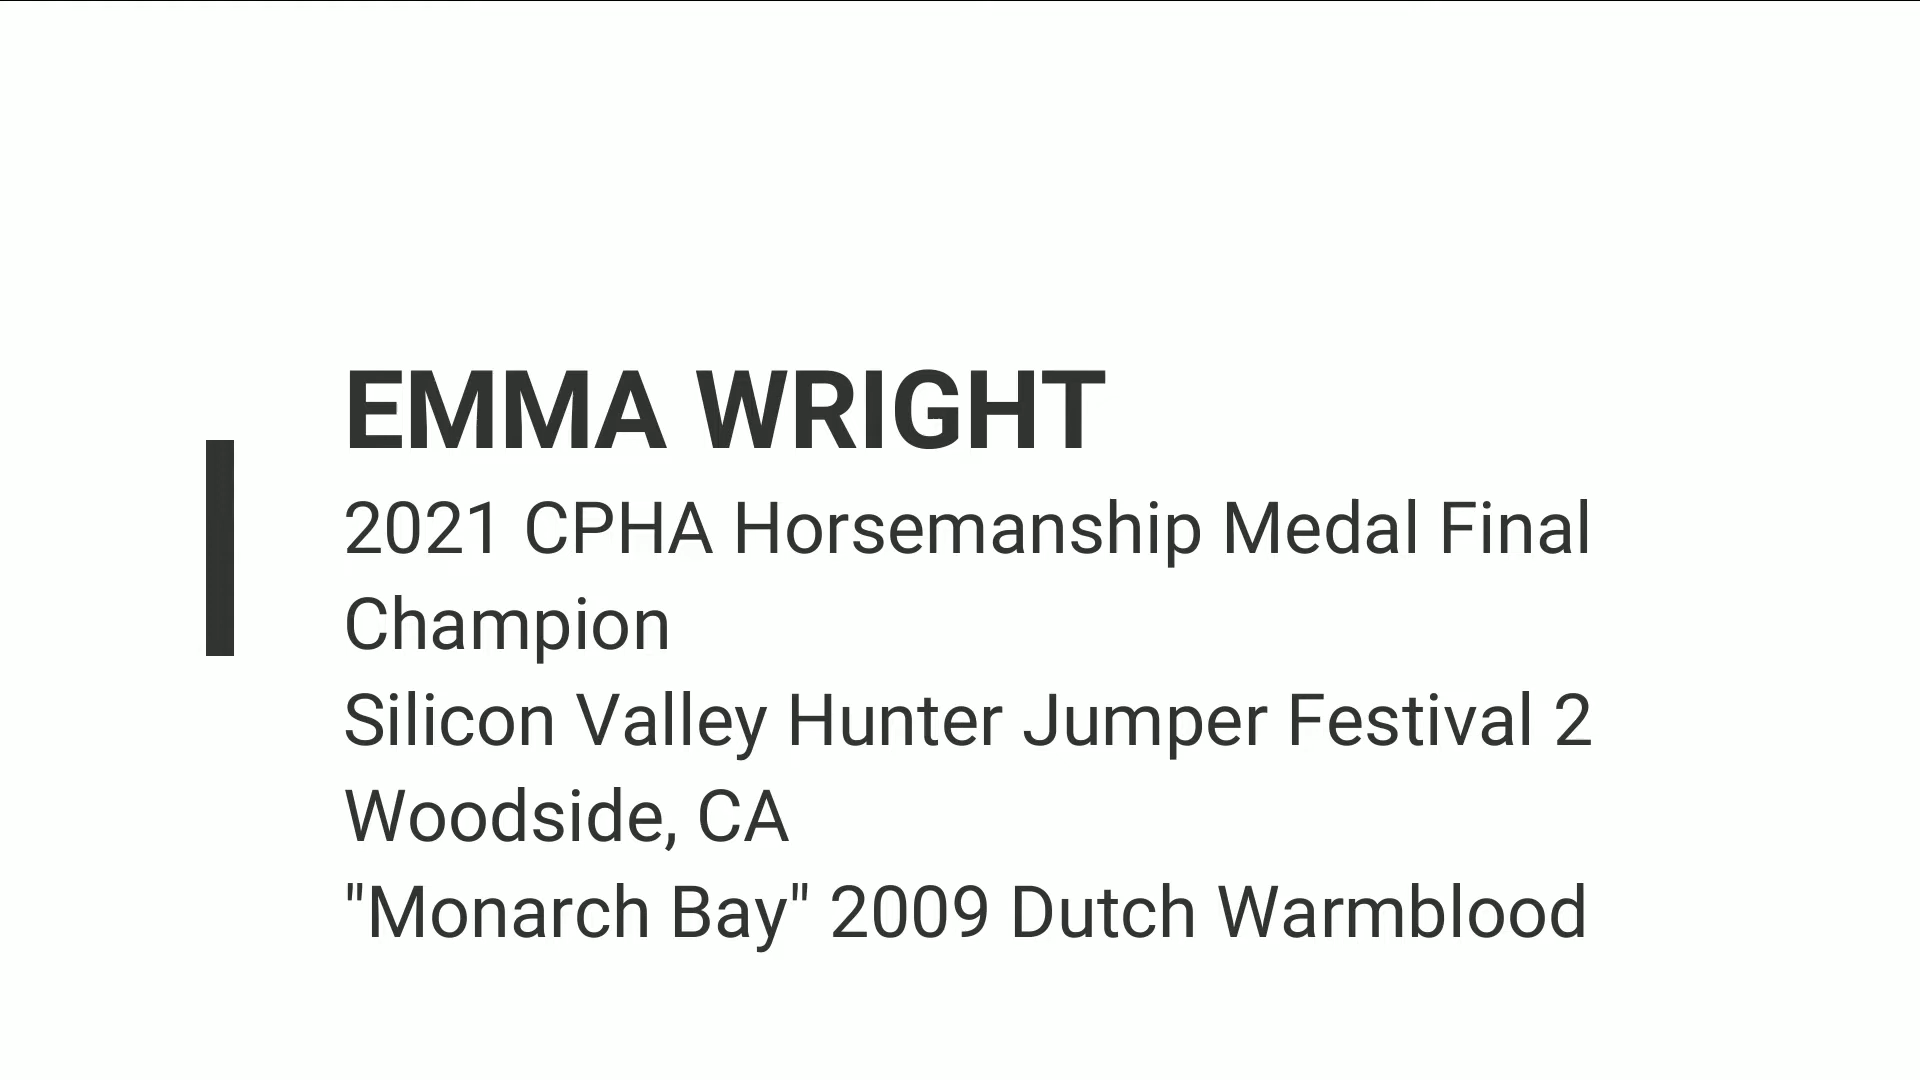 EMMA WRIGHT
2021 CPHA Horsemanship Medal Final
Champion
Silicon Valley Hunter Jumper Festival 2
Woodside, CA
"Monarch Bay" 2009 Dutch Warmblood